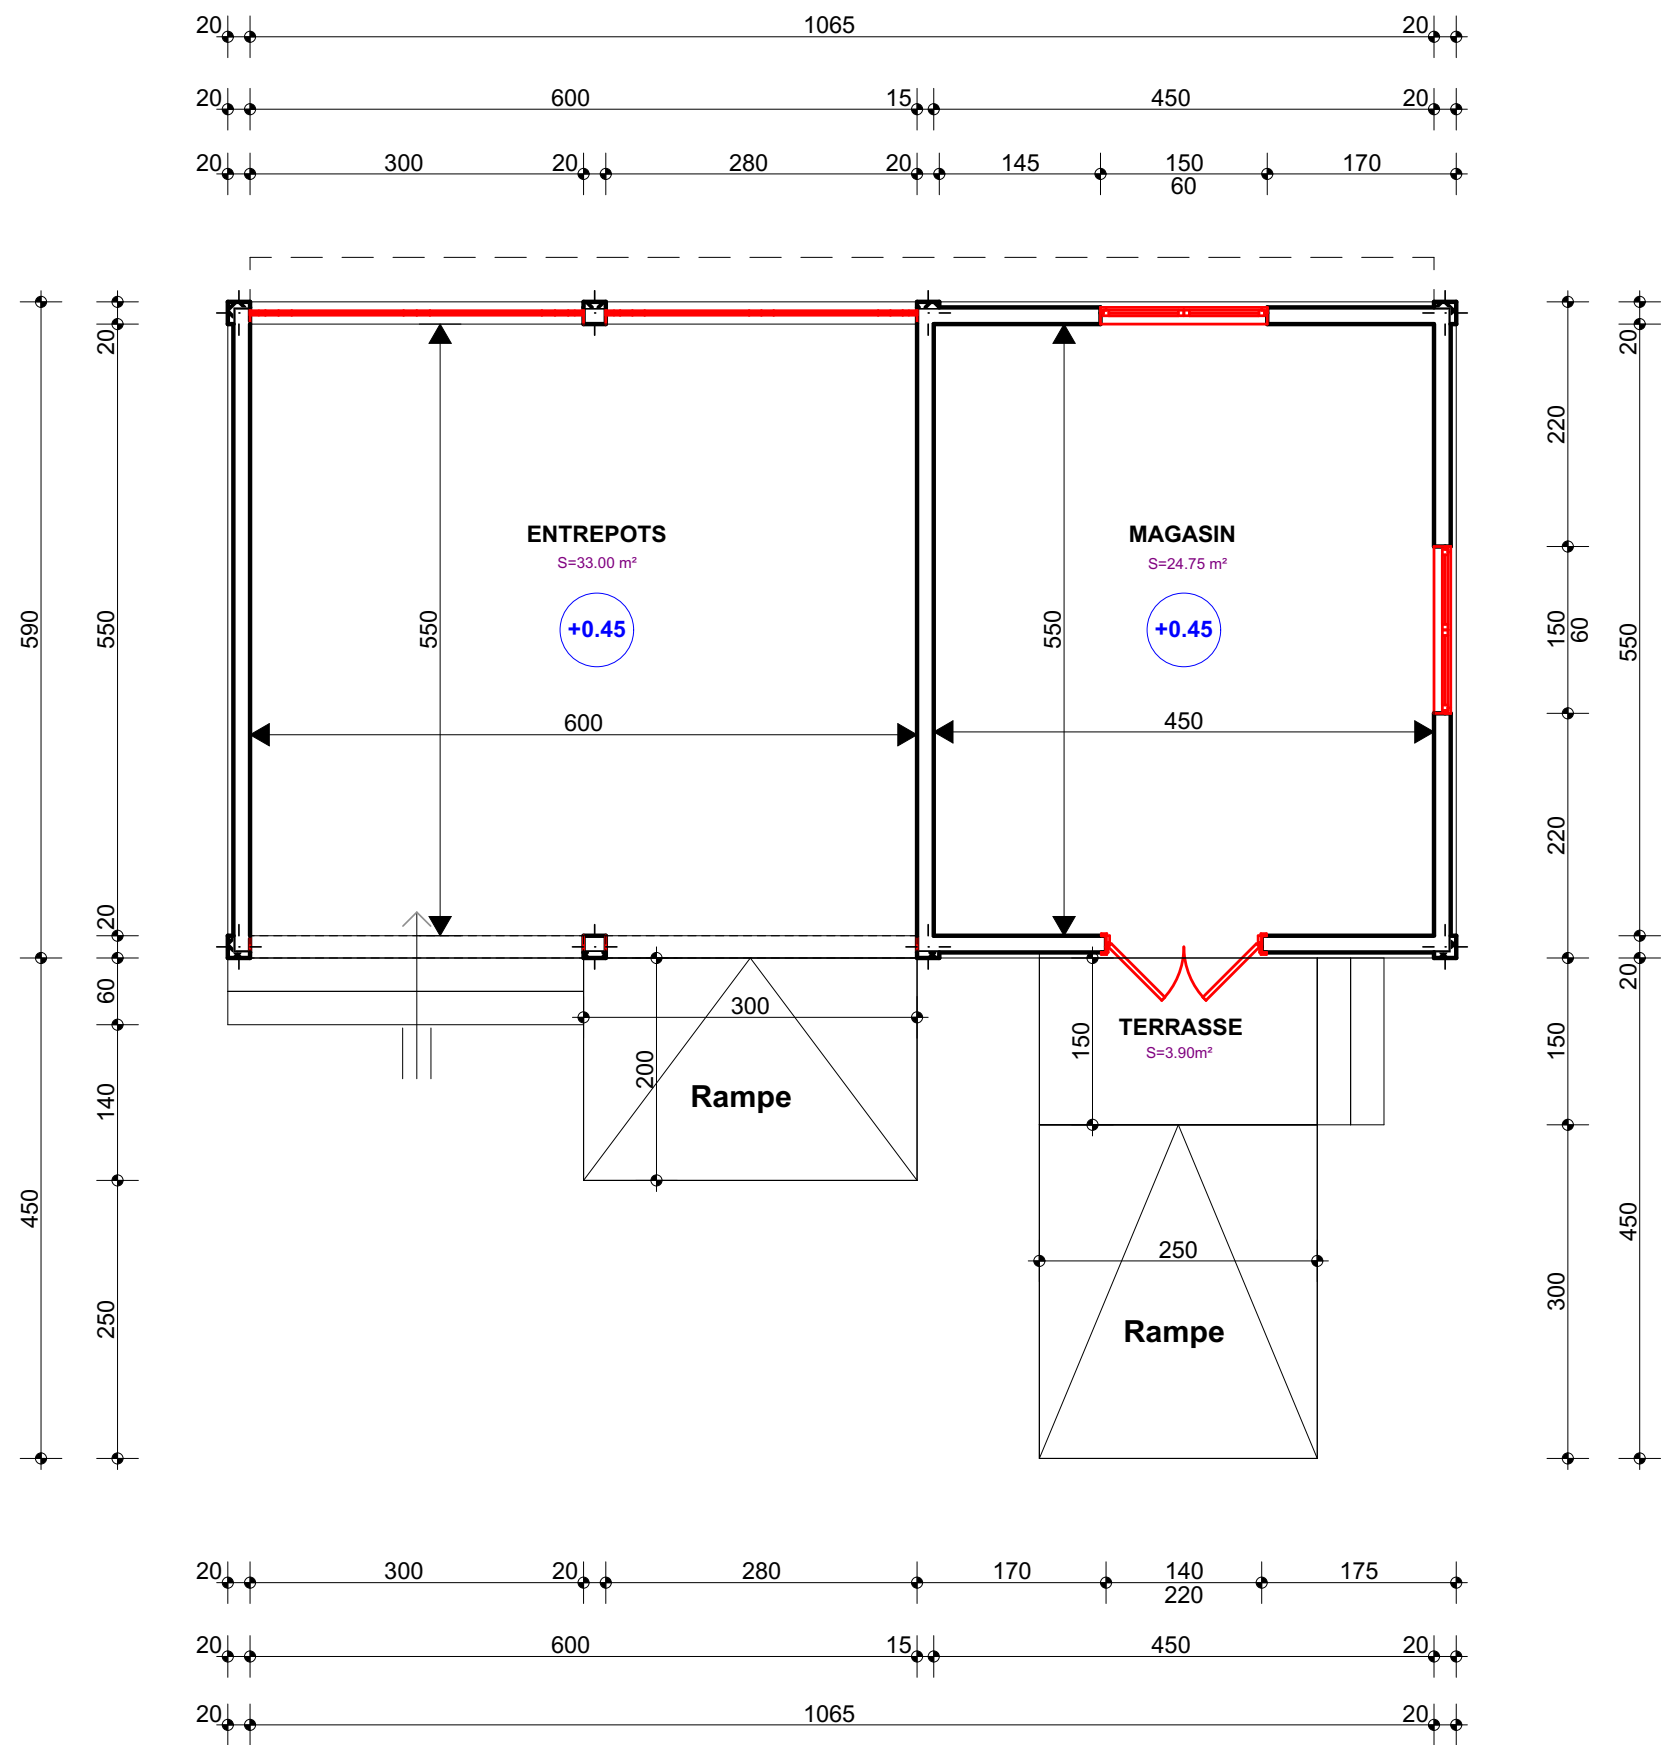 20 1065 20
20 600 15 450 20
20 300 20 280 20 145 150 170
60
20 20
220
ENTREPOTS MAGASIN
S=33.00 m² S=24.75 m²
590 550 550 +0.45 550 +0.45 150 60 550
600 450
220
20
60 20
300
150 TERRASSE 150
S=3.90m²
200
140 Rampe
450 450
250
250 300
Rampe
20 300 20 280 170 140 175
220
20 600 15 450 20
20 1065 20